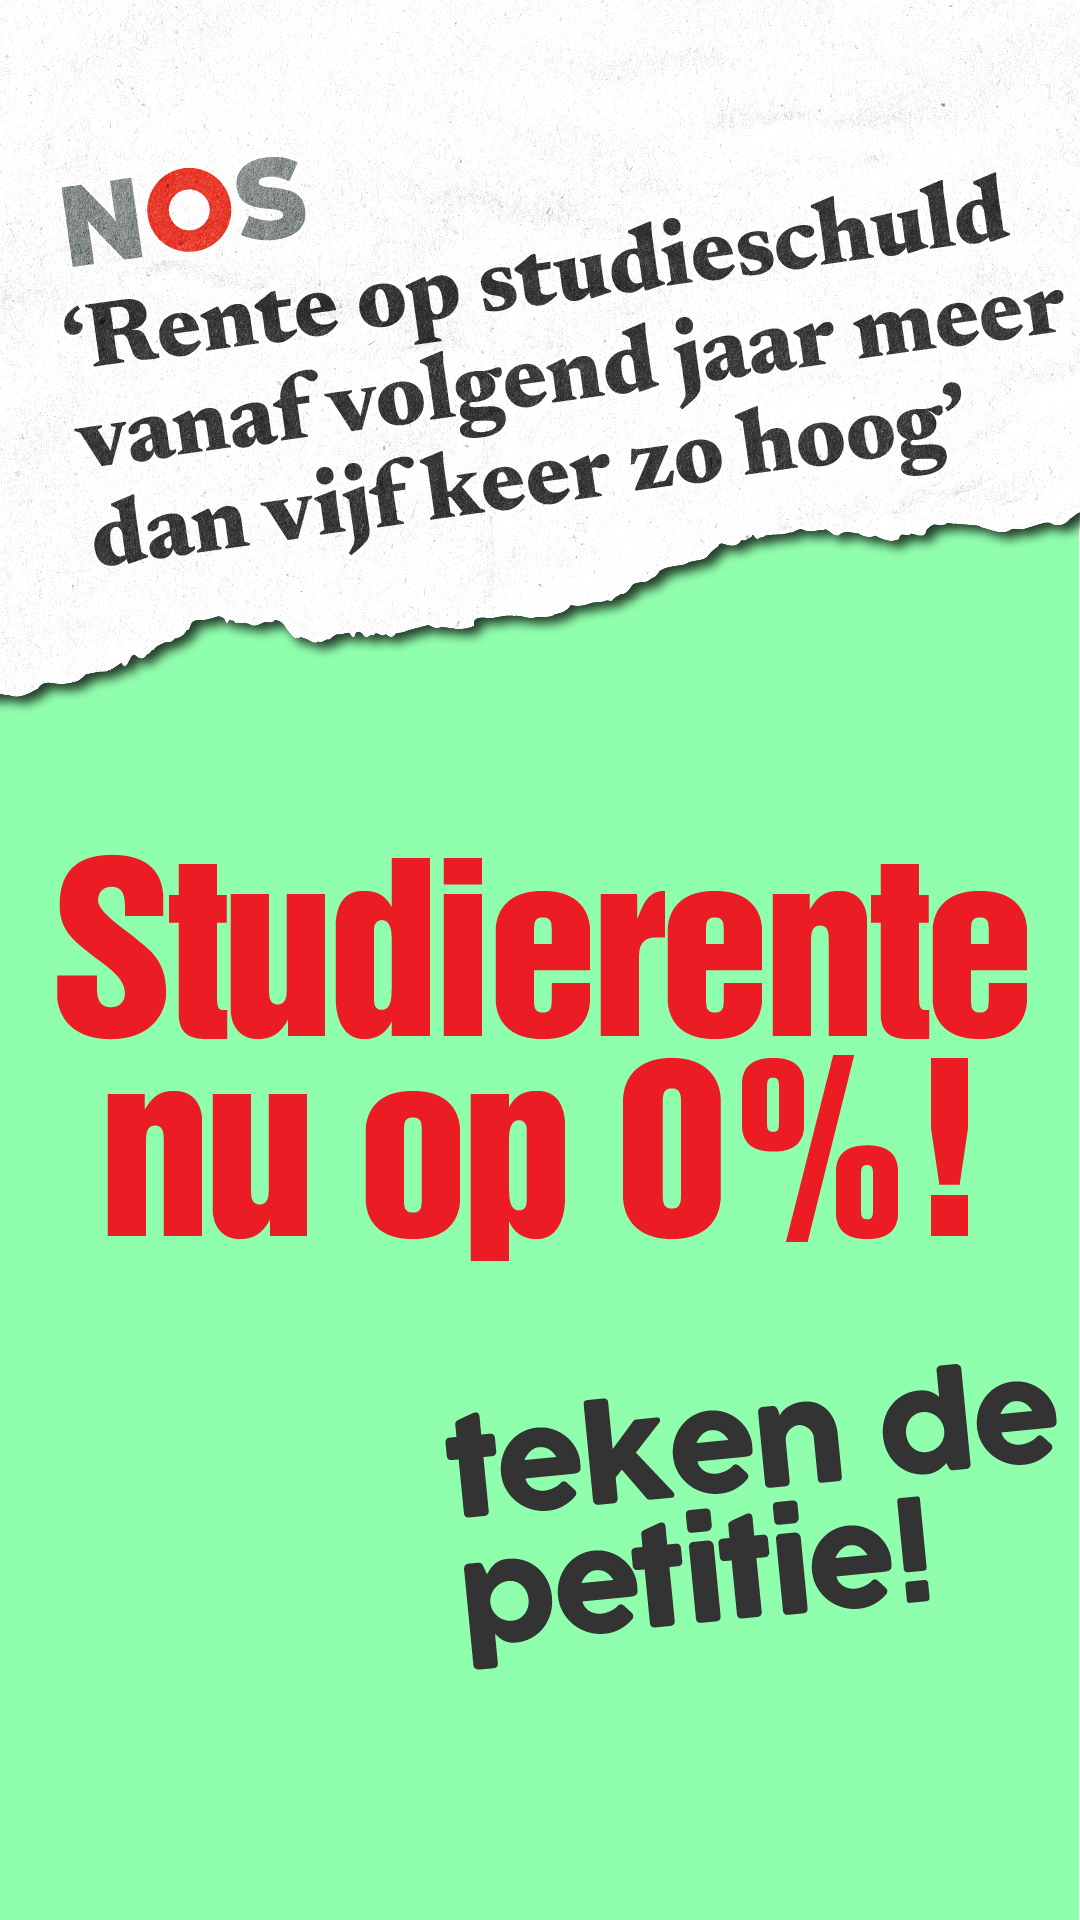 NOS
‘Rente op studieschuld
vanaf volgend jaar meer
dan vijf keer zo hoog’
Studierente
nu op 0%!
teken de
petitie!